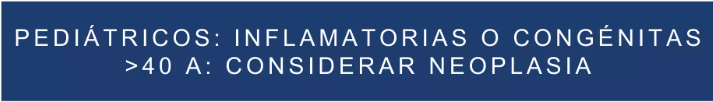 PEDIÁTRICOS: INFLAMATORIAS O CONGÉNITAS
>40 A: CONSIDERAR NEOPLASIA